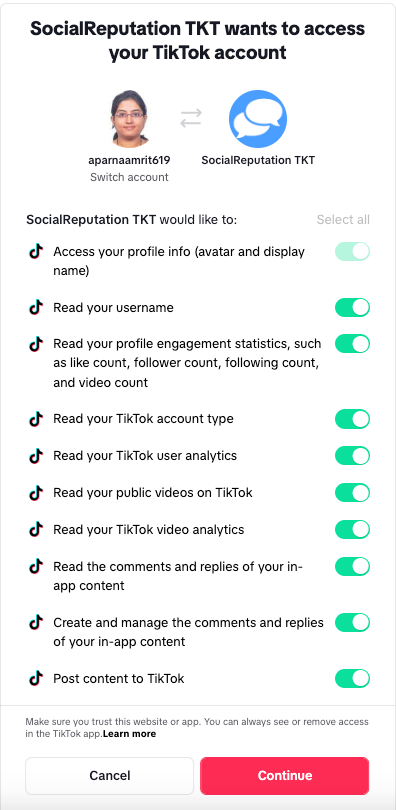 SocialReputation TKT wants to access
your TikTok account
aparnaamrit619
SocialReputation TKT
Switch account
SocialReputation TKT would like to:
Select all
Access your profile info (avatar and display
name)
Read your username
Read your profile engagement statistics, such
as like count, follower count, following count,
and video count
Read your TikTok account type
Read your TikTok user analytics
Read your public videos on TikTok
Read your TikTok video analytics
Read the comments and replies of your in-
app content
Create and manage the comments and replies
of your in-app content
Post content to TikTok
Make sure you trust this website or app. You can always see or remove access
in the TikTok app.Learn more
Cancel
Continue